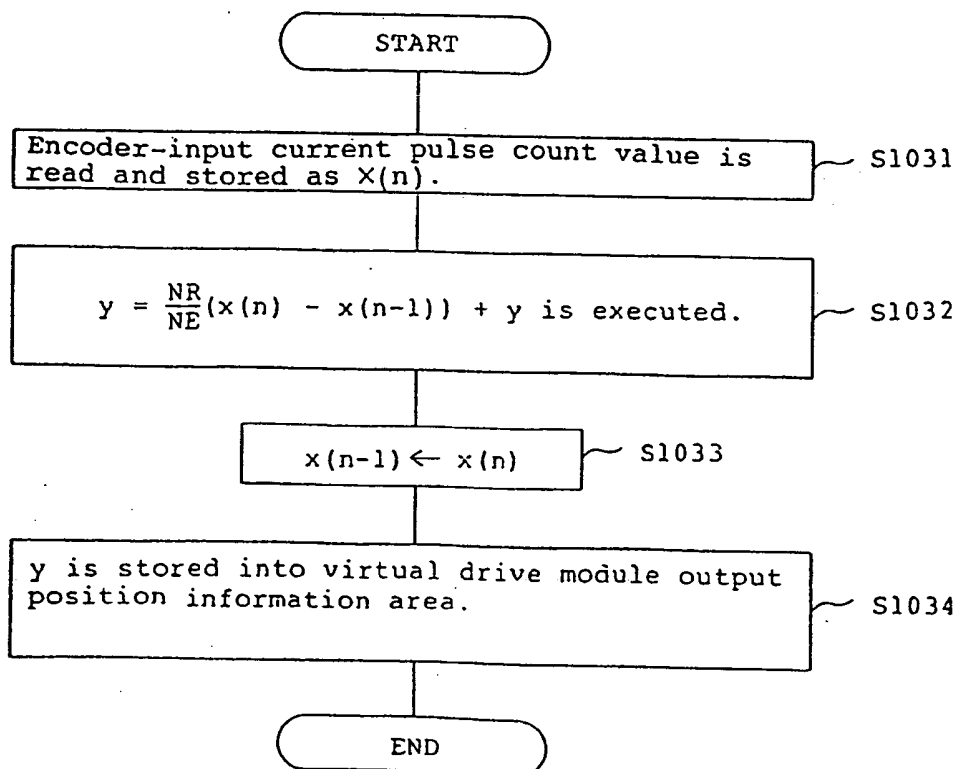 START
Encoder-input current pulse count value is
read and stored as X(n).
S1031
y = NR/NE (x(n) - x(n-1)) + y is executed.
S1032
x(n-1) ← x(n)
S1033
y is stored into virtual drive module output
position information area.
S1034
END